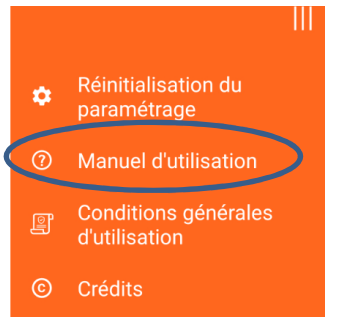 Réinitialisation du
paramétrage
Manuel d'utilisation
Conditions générales
d'utilisation
Crédits